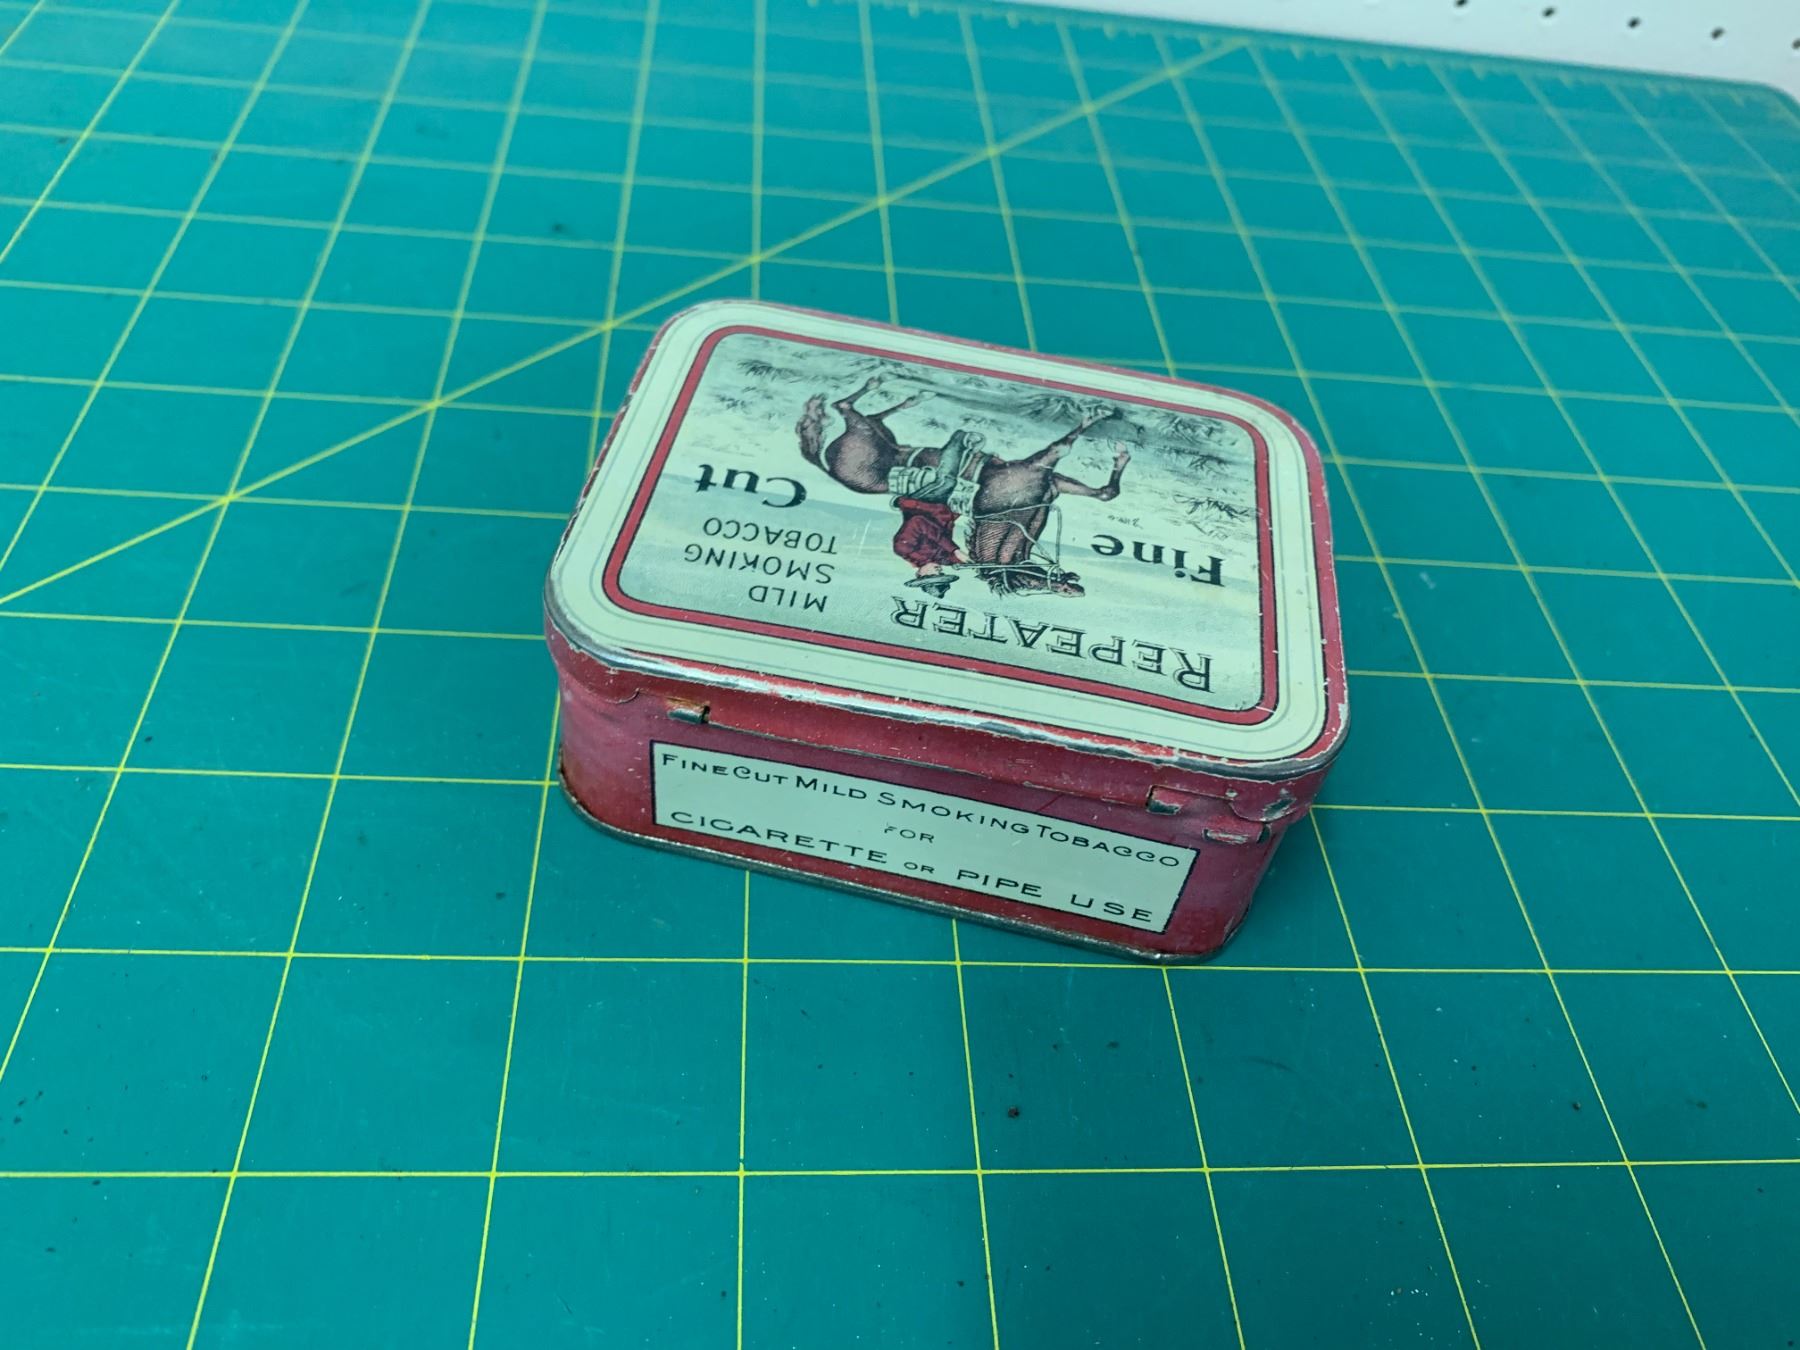 REPEATER
Fine Cut
MILD
SMOKING
TOBACCO
FINE CUT MILD SMOKING TOBACCO
FOR
CIGARETTE OR PIPE USE